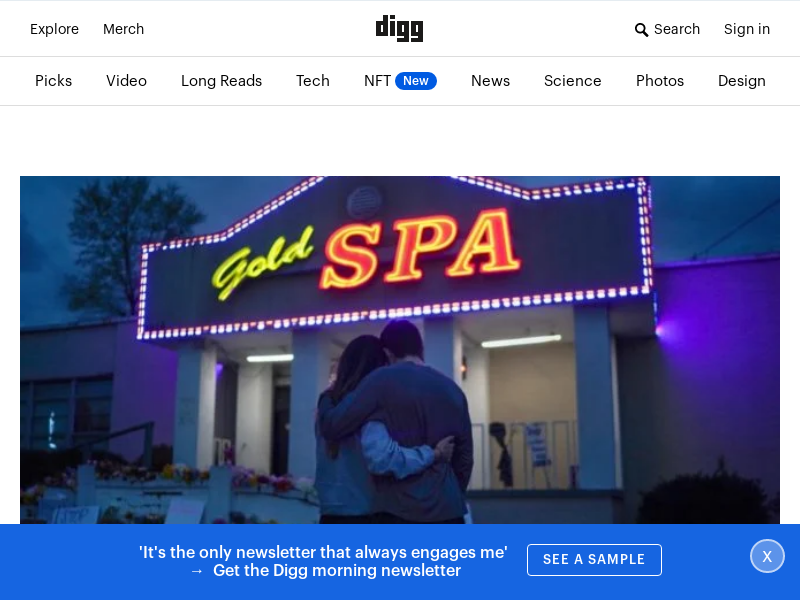 Explore Merch digg Search Sign in
Picks Video Long Reads Tech NFT New News Science Photos Design
Gold SPA
'It's the only newsletter that always engages me'
→ Get the Digg morning newsletter
SEE A SAMPLE
X